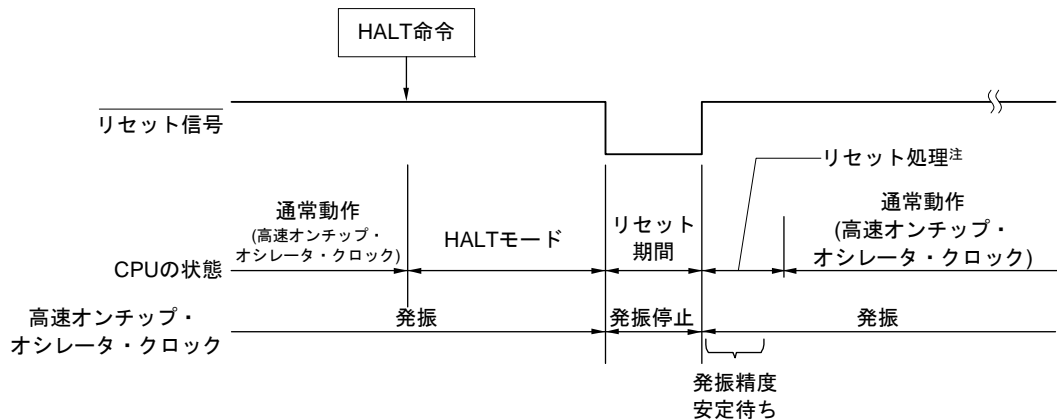 HALT命令
リセット信号
リセット処理注
通常動作
(高速オンチップ・
オシレータ・クロック)
HALTモード
リセット
期間
通常動作
(高速オンチップ・
オシレータ・クロック)
CPUの状態
高速オンチップ・
オシレータ・クロック
発振
発振停止
発振
発振精度
安定待ち